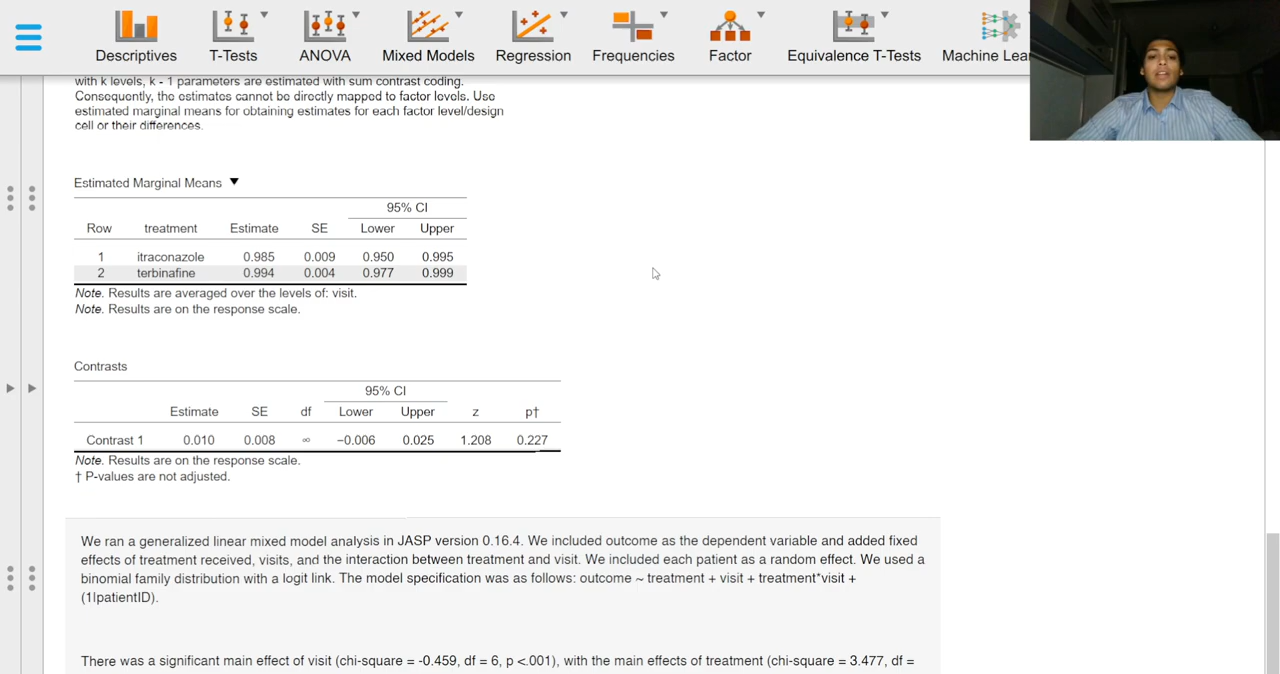 Descriptives T-Tests ANOVA Mixed Models Regression Frequencies Factor Equivalence T-Tests Machine Lear
with k levels, k - 1 parameters are estimated with sum contrast coding.
Consequently, the estimates cannot be directly mapped to factor levels. Use
estimated marginal means for obtaining estimates for each factor level/design
cell or their differences.
Estimated Marginal Means
95% CI
Row treatment Estimate SE Lower Upper
1 itraconazole 0.985 0.009 0.950 0.995
2 terbinafine 0.994 0.004 0.977 0.999
Note. Results are averaged over the levels of: visit.
Note. Results are on the response scale.
Contrasts
95% CI
Estimate SE df Lower Upper z p†
Contrast 1 0.010 0.008 ∞ −0.006 0.025 1.208 0.227
Note. Results are on the response scale.
† P-values are not adjusted.
We ran a generalized linear mixed model analysis in JASP version 0.16.4. We included outcome as the dependent variable and added fixed
effects of treatment received, visits, and the interaction between treatment and visit. We included each patient as a random effect. We used a
binomial family distribution with a logit link. The model specification was as follows: outcome ~ treatment + visit + treatment*visit +
(1|patientID).
There was a significant main effect of visit (chi-square = -0.459, df = 6, p <.001), with the main effects of treatment (chi-square = 3.477, df =